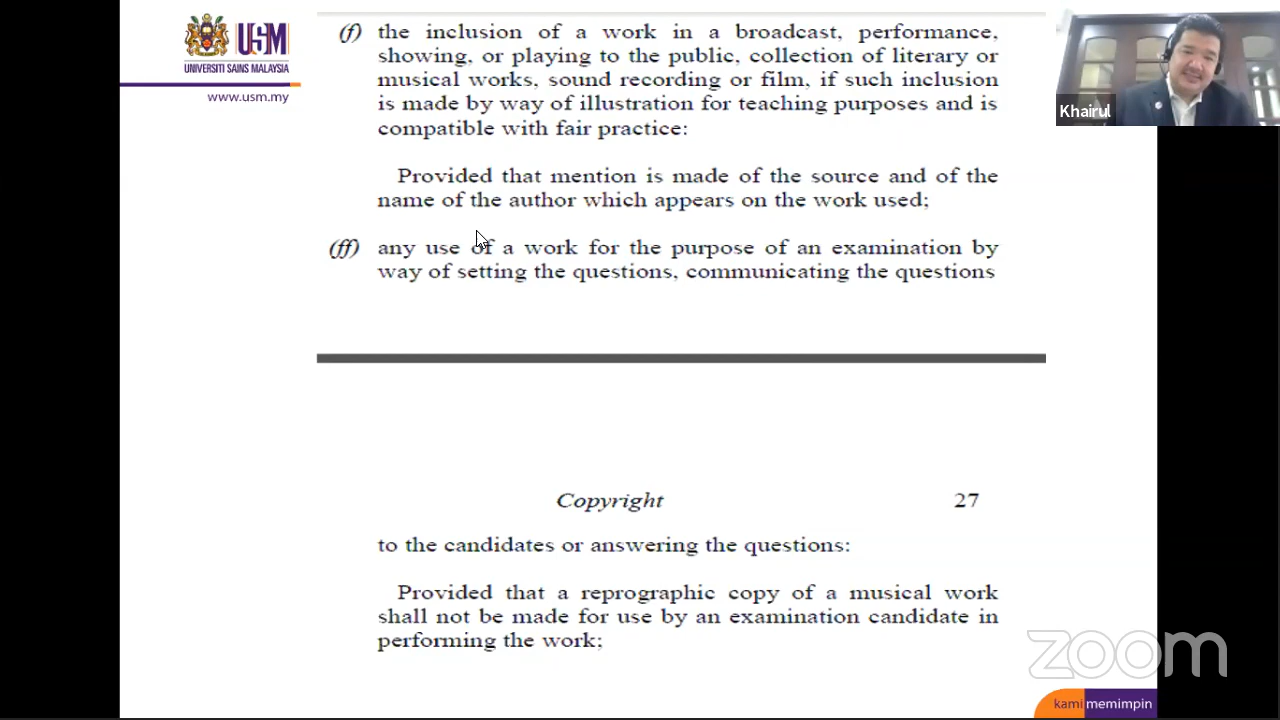 USM
UNIVERSITI SAINS MALAYSIA
www.usm.my
(f) the inclusion of a work in a broadcast, performance,
showing, or playing to the public, collection of literary or
musical works, sound recording or film, if such inclusion
is made by way of illustration for teaching purposes and is
compatible with fair practice:
Provided that mention is made of the source and of the
name of the author which appears on the work used;
(ff) any use of a work for the purpose of an examination by
way of setting the questions, communicating the questions
Copyright 27
to the candidates or answering the questions:
Provided that a reprographic copy of a musical work
shall not be made for use by an examination candidate in
performing the work;
Khairul
zoom
kami memimpin